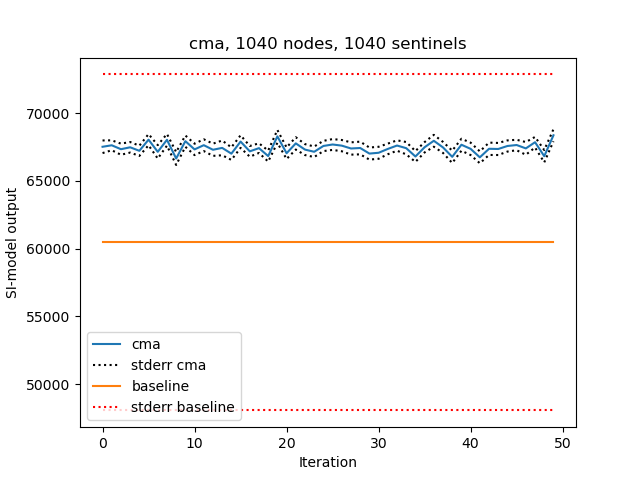 cma, 1040 nodes, 1040 sentinels
SI-model output
70000
65000
60000
55000
50000
cma
stderr cma
baseline
stderr baseline
0 10 20 30 40 50
Iteration